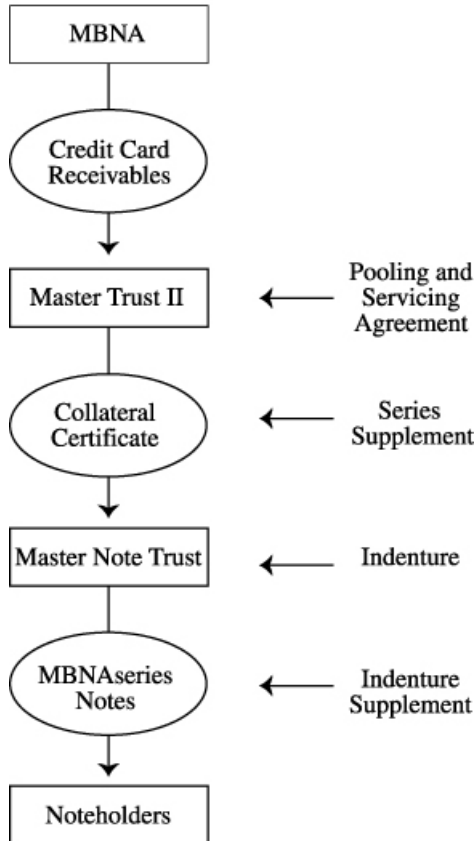 MBNA
Credit Card
Receivables
Master Trust II
Pooling and
Servicing
Agreement
Collateral
Certificate
Series
Supplement
Master Note Trust
Indenture
MBNAseries
Notes
Indenture
Supplement
Noteholders